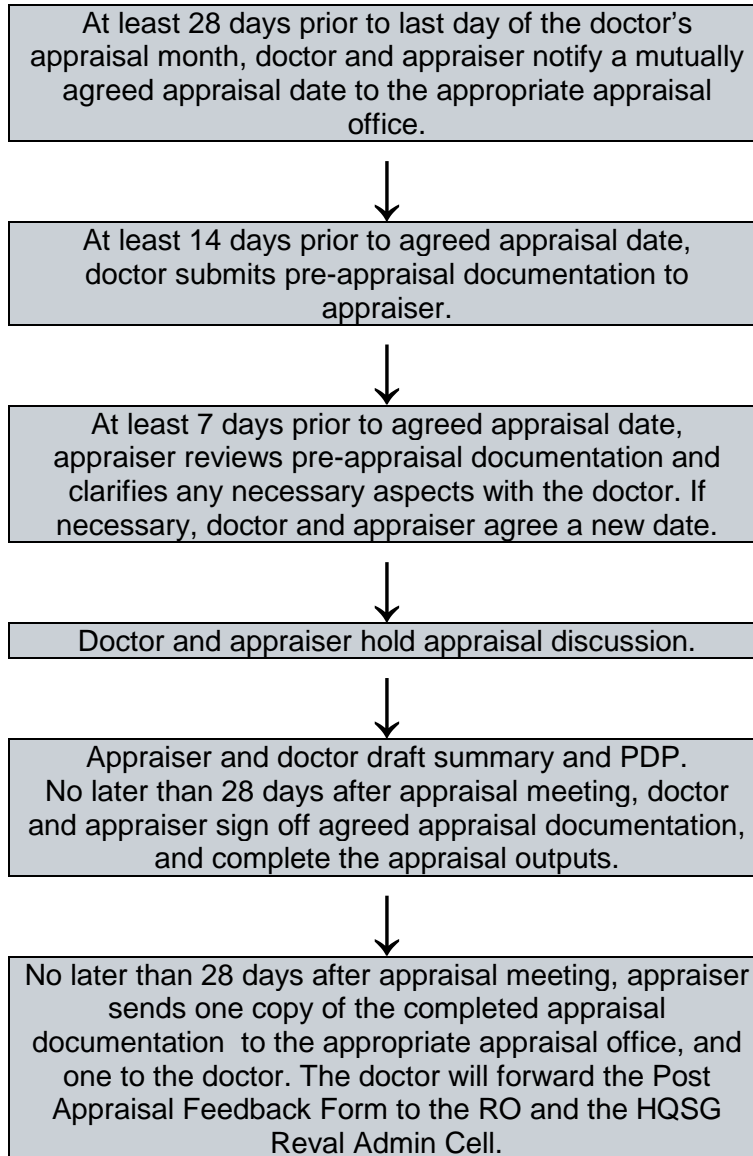 At least 28 days prior to last day of the doctor’s
appraisal month, doctor and appraiser notify a mutually
agreed appraisal date to the appropriate appraisal
office.
At least 14 days prior to agreed appraisal date,
doctor submits pre-appraisal documentation to
appraiser.
At least 7 days prior to agreed appraisal date,
appraiser reviews pre-appraisal documentation and
clarifies any necessary aspects with the doctor. If
necessary, doctor and appraiser agree a new date.
Doctor and appraiser hold appraisal discussion.
Appraiser and doctor draft summary and PDP.
No later than 28 days after appraisal meeting, doctor
and appraiser sign off agreed appraisal documentation,
and complete the appraisal outputs.
No later than 28 days after appraisal meeting, appraiser
sends one copy of the completed appraisal
documentation  to the appropriate appraisal office, and
one to the doctor. The doctor will forward the Post
Appraisal Feedback Form to the RO and the HQSG
Reval Admin Cell.